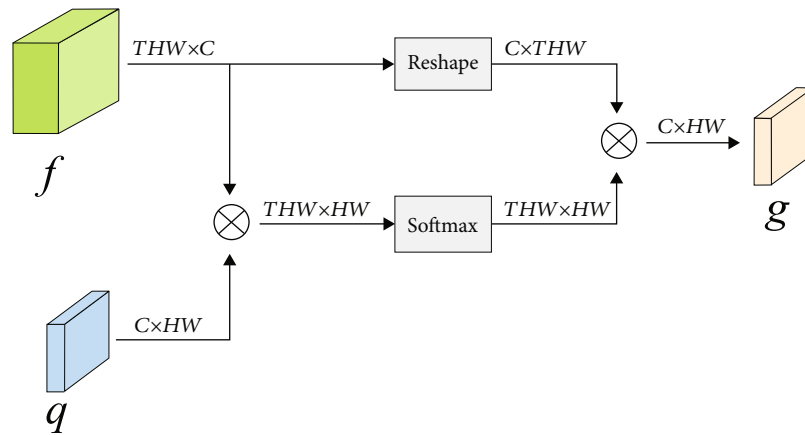 THW×C
Reshape
C×THW
f
C×HW
g
THW×HW
Softmax
THW×HW
C×HW
q